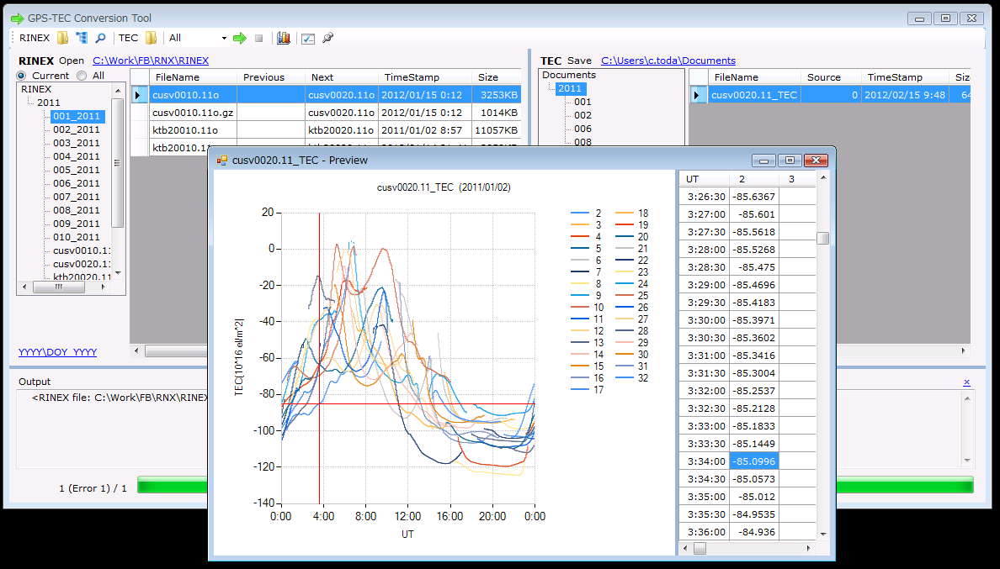 GPS-TEC Conversion Tool
RINEX TEC All
RINEX Open C:\Work\FB\RNX\RINEX
Current All
RINEX
2011
001_2011
002_2011
003_2011
004_2011
005_2011
006_2011
007_2011
008_2011
009_2011
010_2011
cusv0010.11
cusv0020.11
ktb20020.11
YYYY\DOY_YYYY
FileName Previous Next TimeStamp Size
cusv0010.11o cusv0020.11o 2012/01/15 0:12 3253KB
cusv0010.11o.gz cusv0020.11o 2012/01/15 0:12 1014KB
ktb20010.11o ktb20020.11o 2011/01/02 8:57 11057KB
ktb20010.11
TEC Save C:\Users\c.toda\Documents
Documents
2011
001
002
006
008
FileName Source TimeStamp Siz
cusv0020.11_TEC 0 2012/02/15 9:48 64
Output
<RINEX file: C:\Work\FB\RNX\RINEX
x
1 (Error 1) / 1
cusv0020.11_TEC - Preview
cusv0020.11_TEC (2011/01/02)
TEC(10^16 el/m^2]
20
0
-20
-40
-60
-80
-100
-120
-140
0:00 4:00 8:00 12:00 16:00 20:00 0:00
UT
2 18
3 19
4 20
5 21
6 22
7 23
8 24
9 25
10 26
11 27
12 28
13 29
14 30
15 31
16 32
17
UT 2 3
3:26:30 -85.6367
3:27:00 -85.601
3:27:30 -85.5618
3:28:00 -85.5268
3:28:30 -85.475
3:29:00 -85.4696
3:29:30 -85.4183
3:30:00 -85.3971
3:30:30 -85.3602
3:31:00 -85.3416
3:31:30 -85.3004
3:32:00 -85.2537
3:32:30 -85.2128
3:33:00 -85.1833
3:33:30 -85.1449
3:34:00 -85.0996
3:34:30 -85.0573
3:35:00 -85.012
3:35:30 -84.9535
3:36:00 -84.936